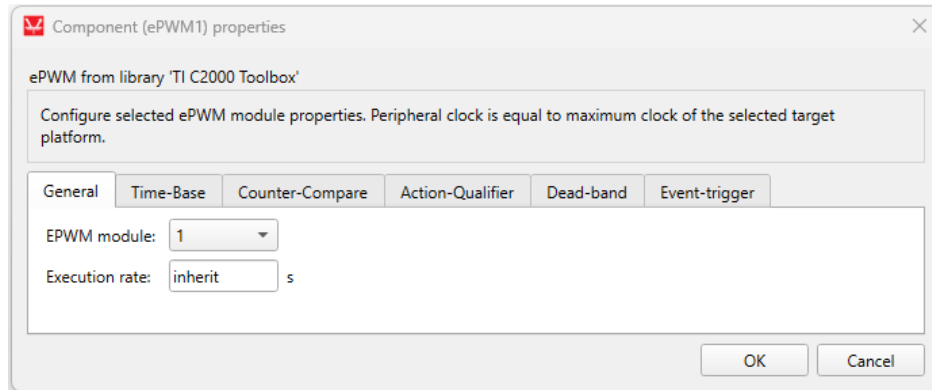 Component (ePWM1) properties
ePWM from library 'TI C2000 Toolbox'
Configure selected ePWM module properties. Peripheral clock is equal to maximum clock of the selected target
platform.
General Time-Base Counter-Compare Action-Qualifier Dead-band Event-trigger
EPWM module: 1
Execution rate: inherit s
OK Cancel